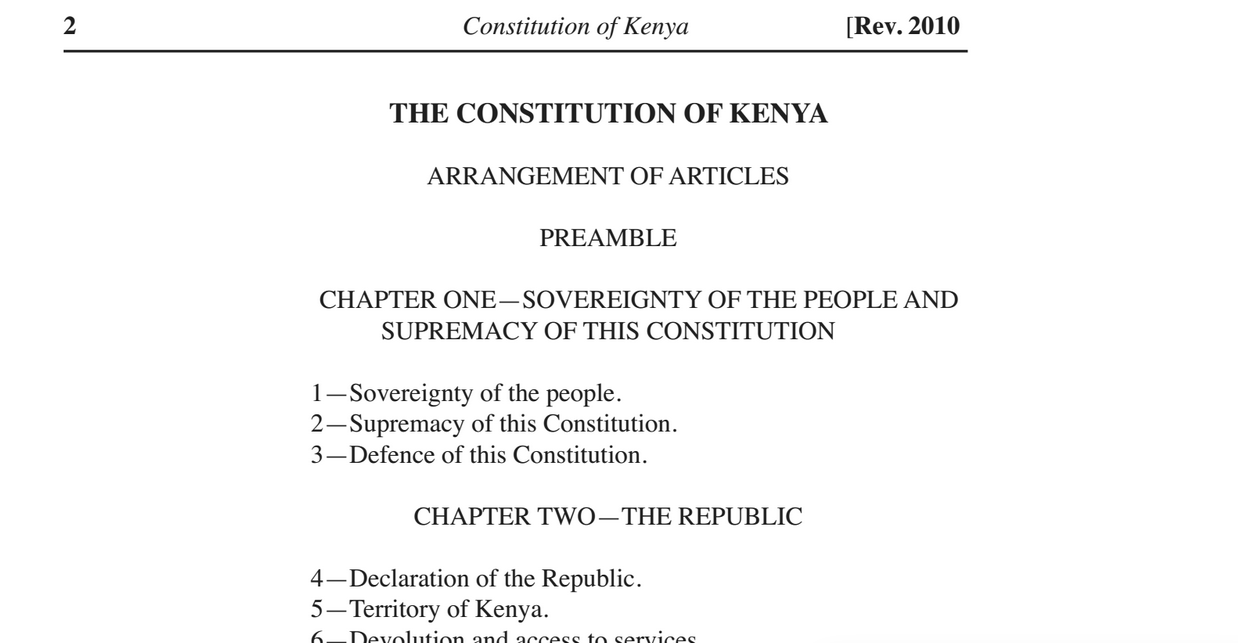 2 Constitution of Kenya [Rev. 2010
THE CONSTITUTION OF KENYA
ARRANGEMENT OF ARTICLES
PREAMBLE
CHAPTER ONE—SOVEREIGNTY OF THE PEOPLE AND
SUPREMACY OF THIS CONSTITUTION
1—Sovereignty of the people.
2—Supremacy of this Constitution.
3—Defence of this Constitution.
CHAPTER TWO—THE REPUBLIC
4—Declaration of the Republic.
5—Territory of Kenya.
6—Devolution and access to services